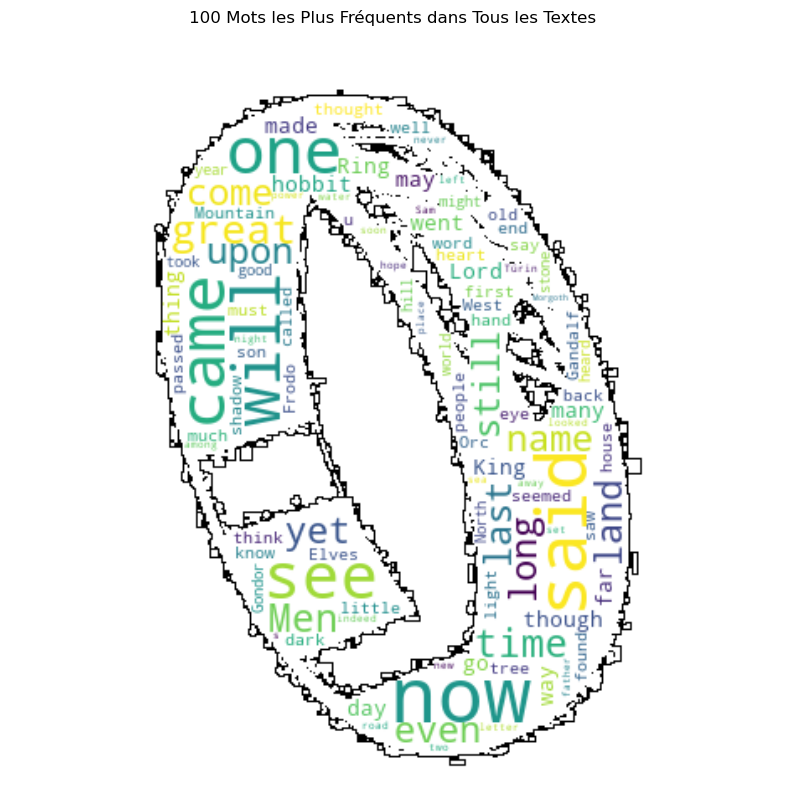 100 Mots les Plus Fréquents dans Tous les Textes
thought
made
well
never
one
Ring
year
hobbit
may
left
come
power
water
might
Mountain
Sam
old
great
u
went
end
soon
upon
word
say
took
heart
good
hope
Lord
Túrin
stone
thing
hill
first
Morgoth
came
will
must
called
place
West
hand
night
world
still
Gandalf
heard
passed
son
Frodo
shadow
people
back
eye
many
looked
much
among
Orc
name
house
King
said
sea
away
seemed
last
long
land
North
set
saw
think
yet
know
Elves
see
Gondor
light
far
Men
little
indeed
though
s
dark
time
found
new
go
tree
way
father
now
day
road
even
letter
two